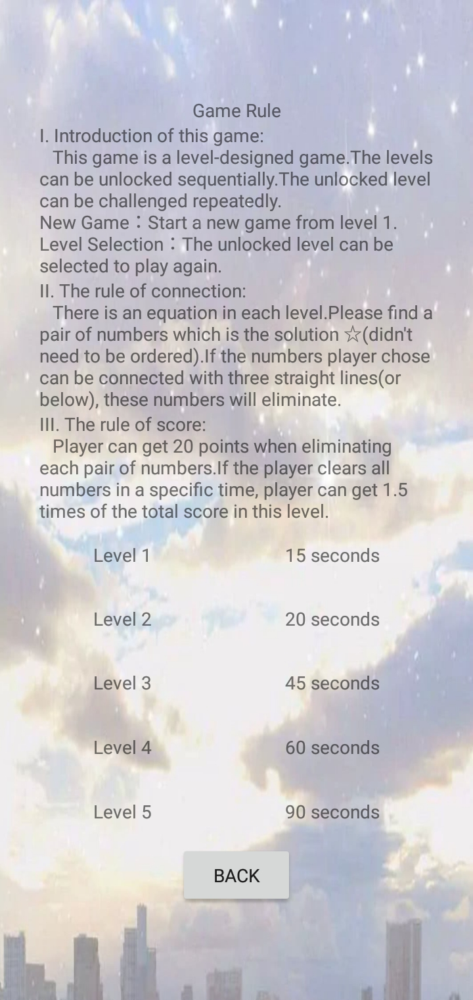 Game Rule
I. Introduction of this game:
This game is a level-designed game.The levels
can be unlocked sequentially.The unlocked level
can be challenged repeatedly.
New Game：Start a new game from level 1.
Level Selection：The unlocked level can be
selected to play again.
II. The rule of connection:
There is an equation in each level.Please find a
pair of numbers which is the solution ☆(didn't
need to be ordered).If the numbers player chose
can be connected with three straight lines(or
below), these numbers will eliminate.
III. The rule of score:
Player can get 20 points when eliminating
each pair of numbers.If the player clears all
numbers in a specific time, player can get 1.5
times of the total score in this level.
Level 1 15 seconds
Level 2 20 seconds
Level 3 45 seconds
Level 4 60 seconds
Level 5 90 seconds
BACK